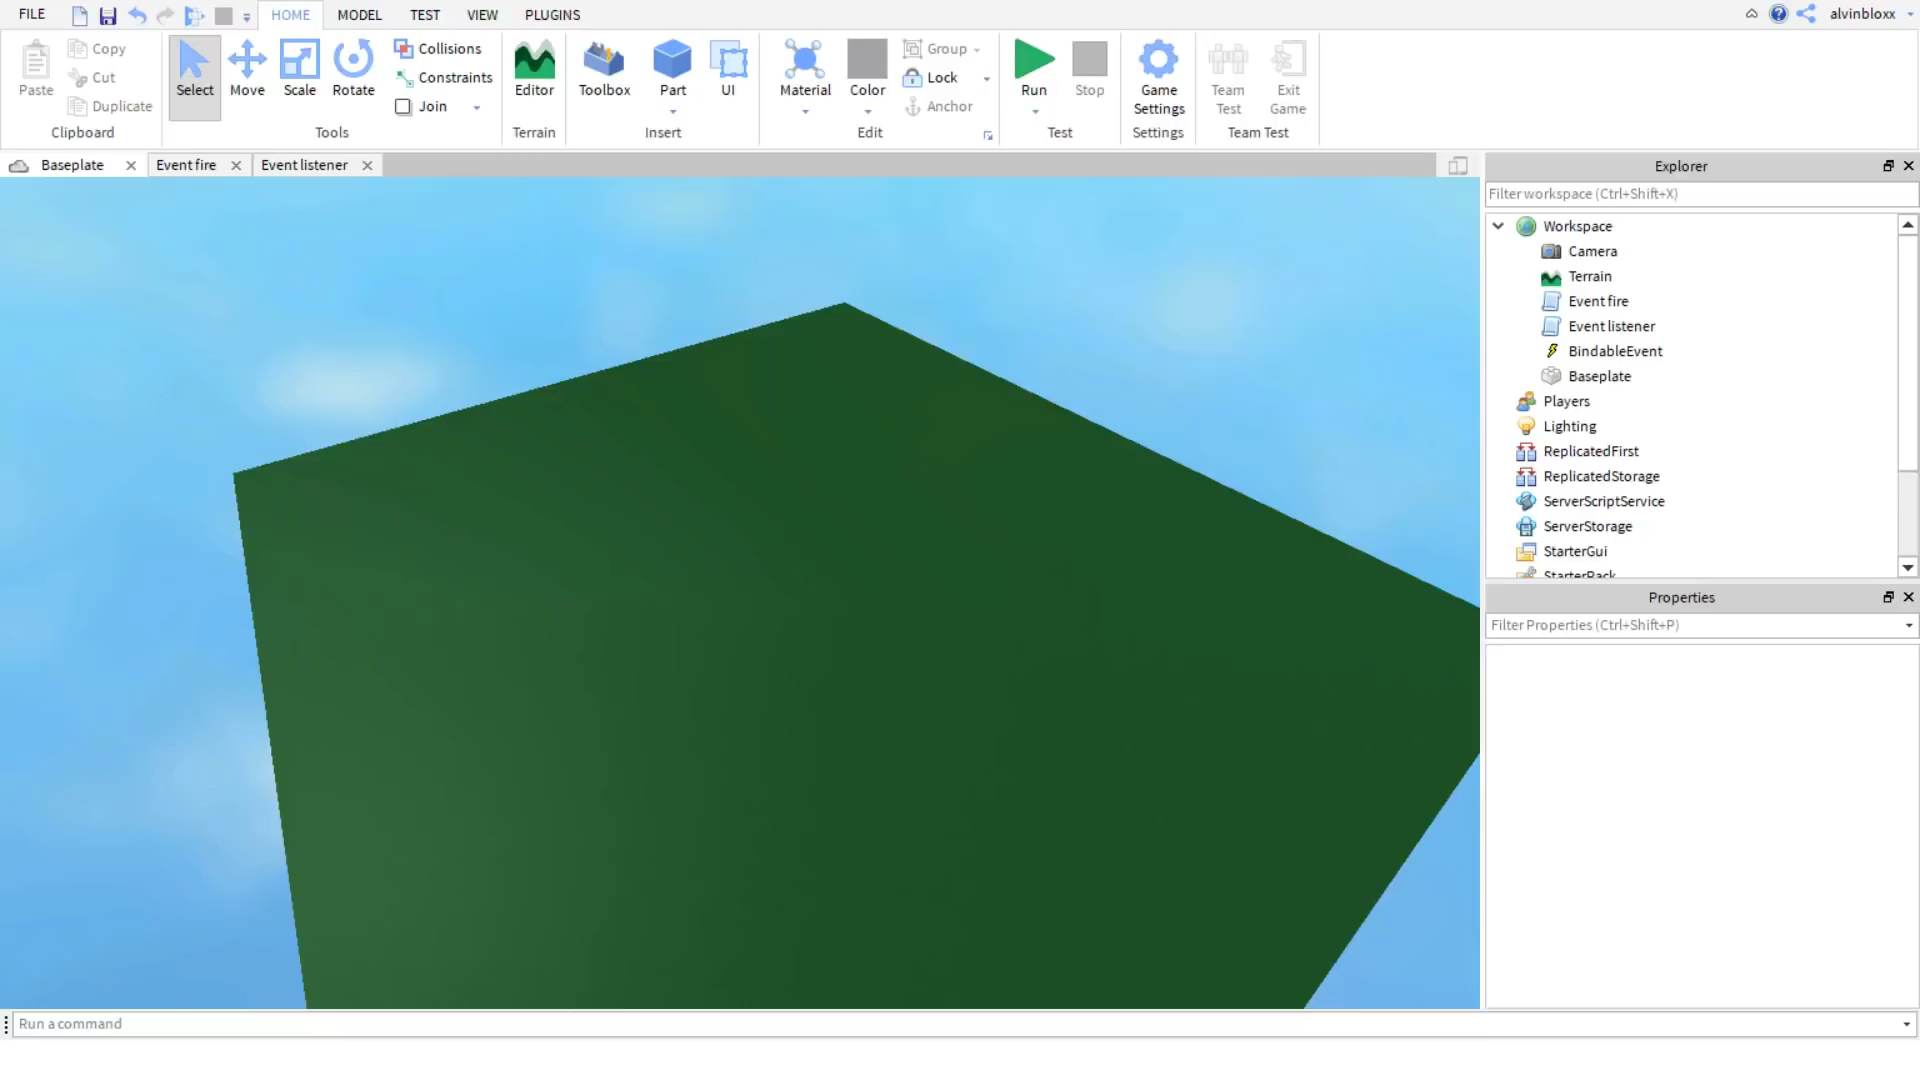 FILE HOME MODEL TEST VIEW PLUGINS alvinbloxx
Paste
Copy
Cut
Duplicate
Clipboard
Select Move Scale Rotate
Collisions
Constraints
Join
Tools
Editor
Terrain
Toolbox Part UI
Insert
Material Color
Group
Lock
Anchor
Edit
Run Stop
Test
Game
Settings
Settings
Team
Test
Exit
Game
Team Test
Baseplate Event fire Event listener
Explorer
Filter workspace (Ctrl+Shift+X)
Workspace
Camera
Terrain
Event fire
Event listener
BindableEvent
Baseplate
Players
Lighting
ReplicatedFirst
ReplicatedStorage
ServerScriptService
ServerStorage
StarterGui
StarterPack
Properties
Filter Properties (Ctrl+Shift+P)
Run a command